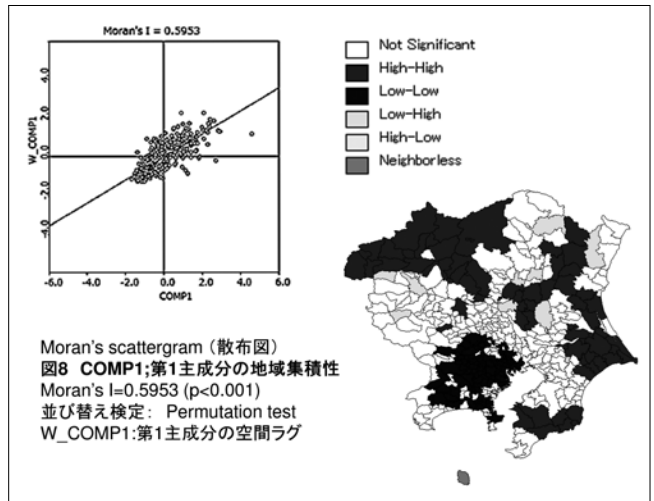 Moran's I = 0.5953
4.0
2.0
0.0
-2.0
-4.0
W_COMP1
-6.0 -4.0 -2.0 0.0 2.0 4.0 6.0
COMP1
Not Significant
High-High
Low-Low
Low-High
High-Low
Neighborless
Moran's scattergram (散布図)
図8 COMP1;第1主成分の地域集積性
Moran's I=0.5953 (p<0.001)
並び替え検定: Permutation test
W_COMP1:第1主成分の空間ラグ